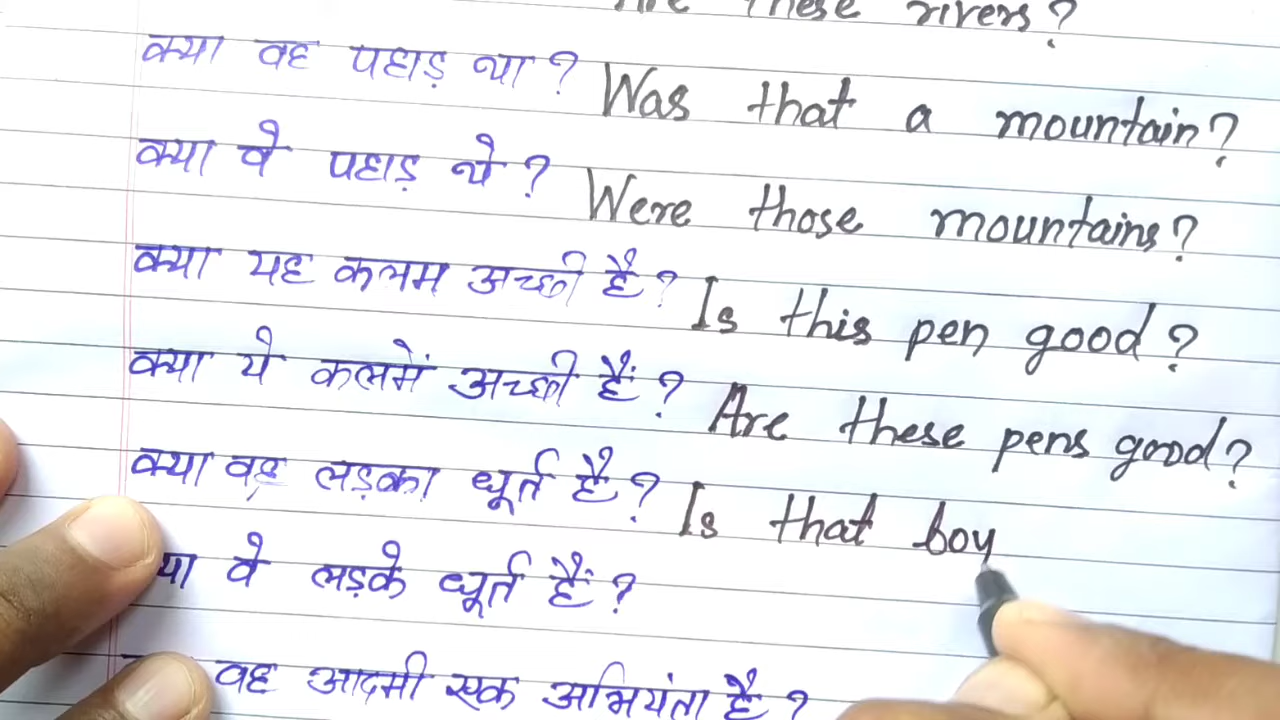 these rivers?
क्या वह पहाड़ था? Was that a mountain?
क्या वे पहाड़ थे? Were those mountains?
क्या यह कलम अच्छी है? Is this pen good?
क्या ये कलमें अच्छी हैं? Are these pens good?
क्या वह लड़का धूर्त है? Is that boy
वे लड़के धूर्त हैं?
वह आदमी एक अभियंता है?